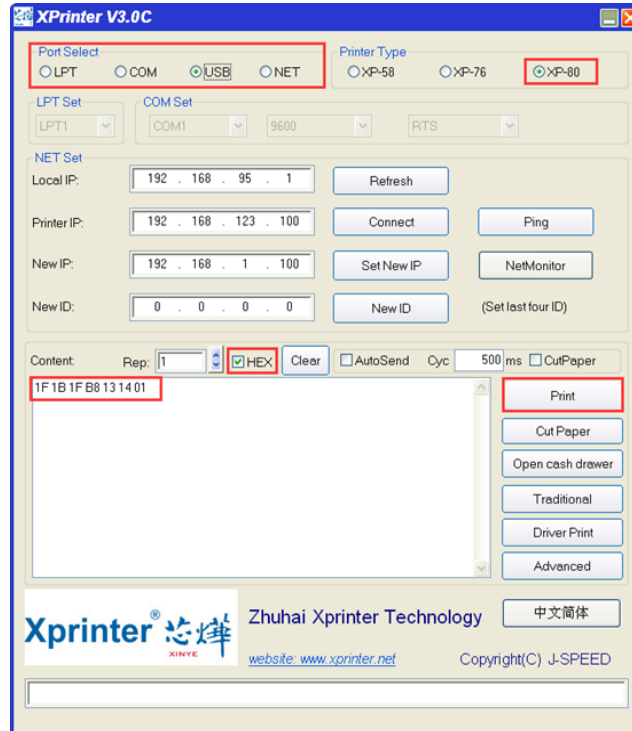 XPrinter V3.0C
Port Select
LPT COM USB NET
Printer Type
XP-58 XP-76 XP-80
LPT Set
LPT1
COM Set
COM1 9600 RTS
NET Set
Local IP: 192 . 168 . 95 . 1 Refresh
Printer IP: 192 . 168 . 123 . 100 Connect Ping
New IP: 192 . 168 . 1 . 100 Set New IP NetMonitor
New ID: 0 . 0 . 0 . 0 New ID (Set last four ID)
Content: Rep: 1 HEX Clear AutoSend Cyc 500 ms CutPaper
1F 1B 1F B8 13 14 01
Print
Cut Paper
Open cash drawer
Traditional
Driver Print
Advanced
Xprinter® 芯烨
XINYE
Zhuhai Xprinter Technology
中文简体
website: www.xprinter.net
Copyright(C) J-SPEED